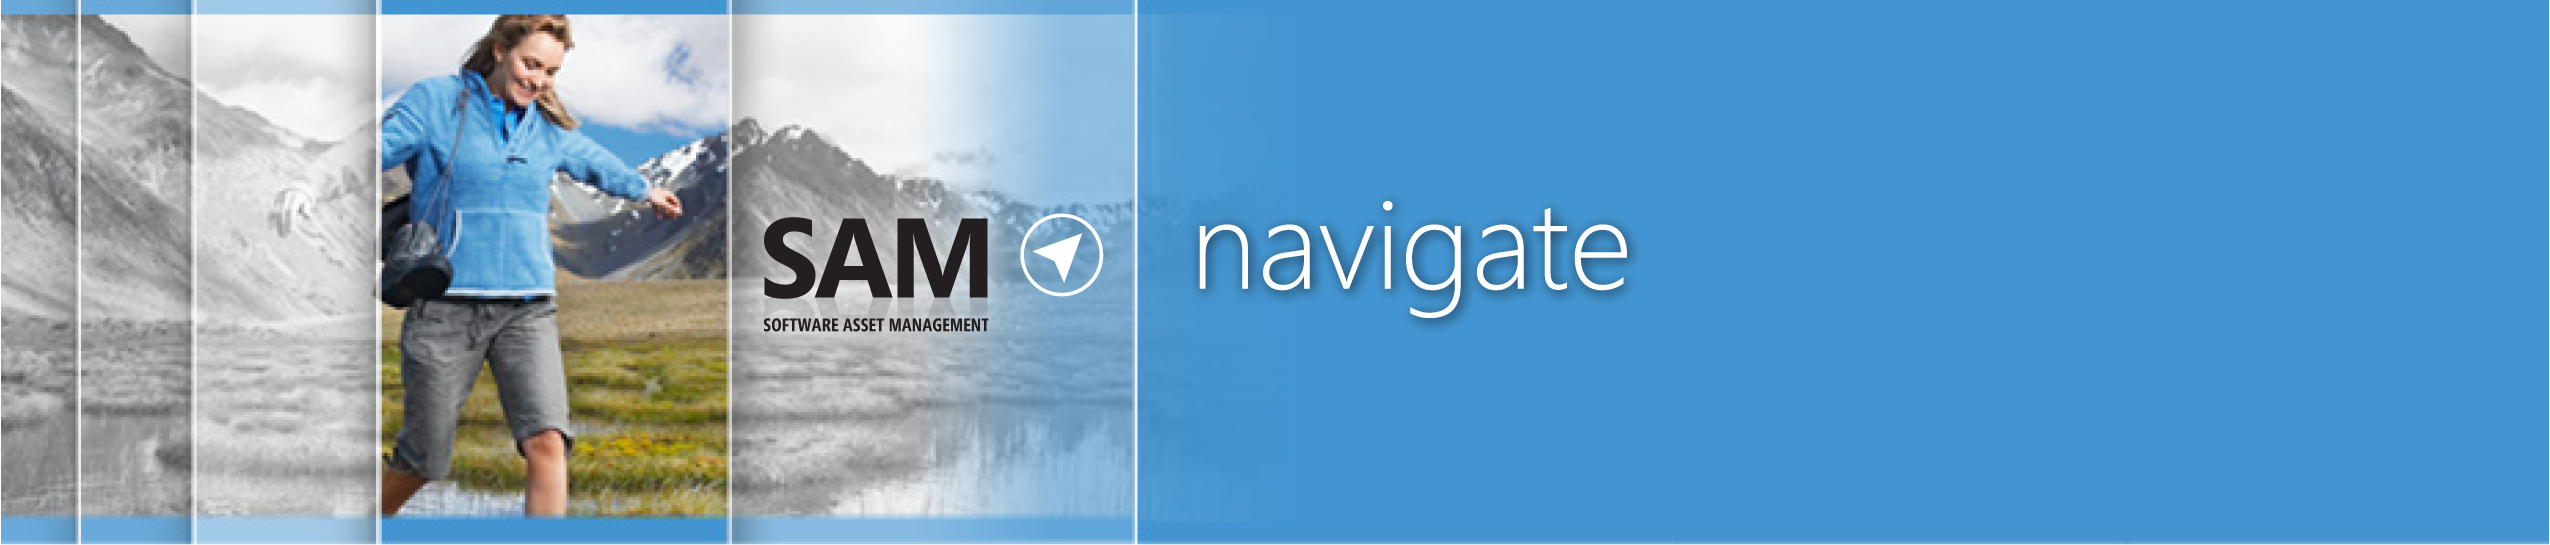 SAM
SOFTWARE ASSET MANAGEMENT
navigate